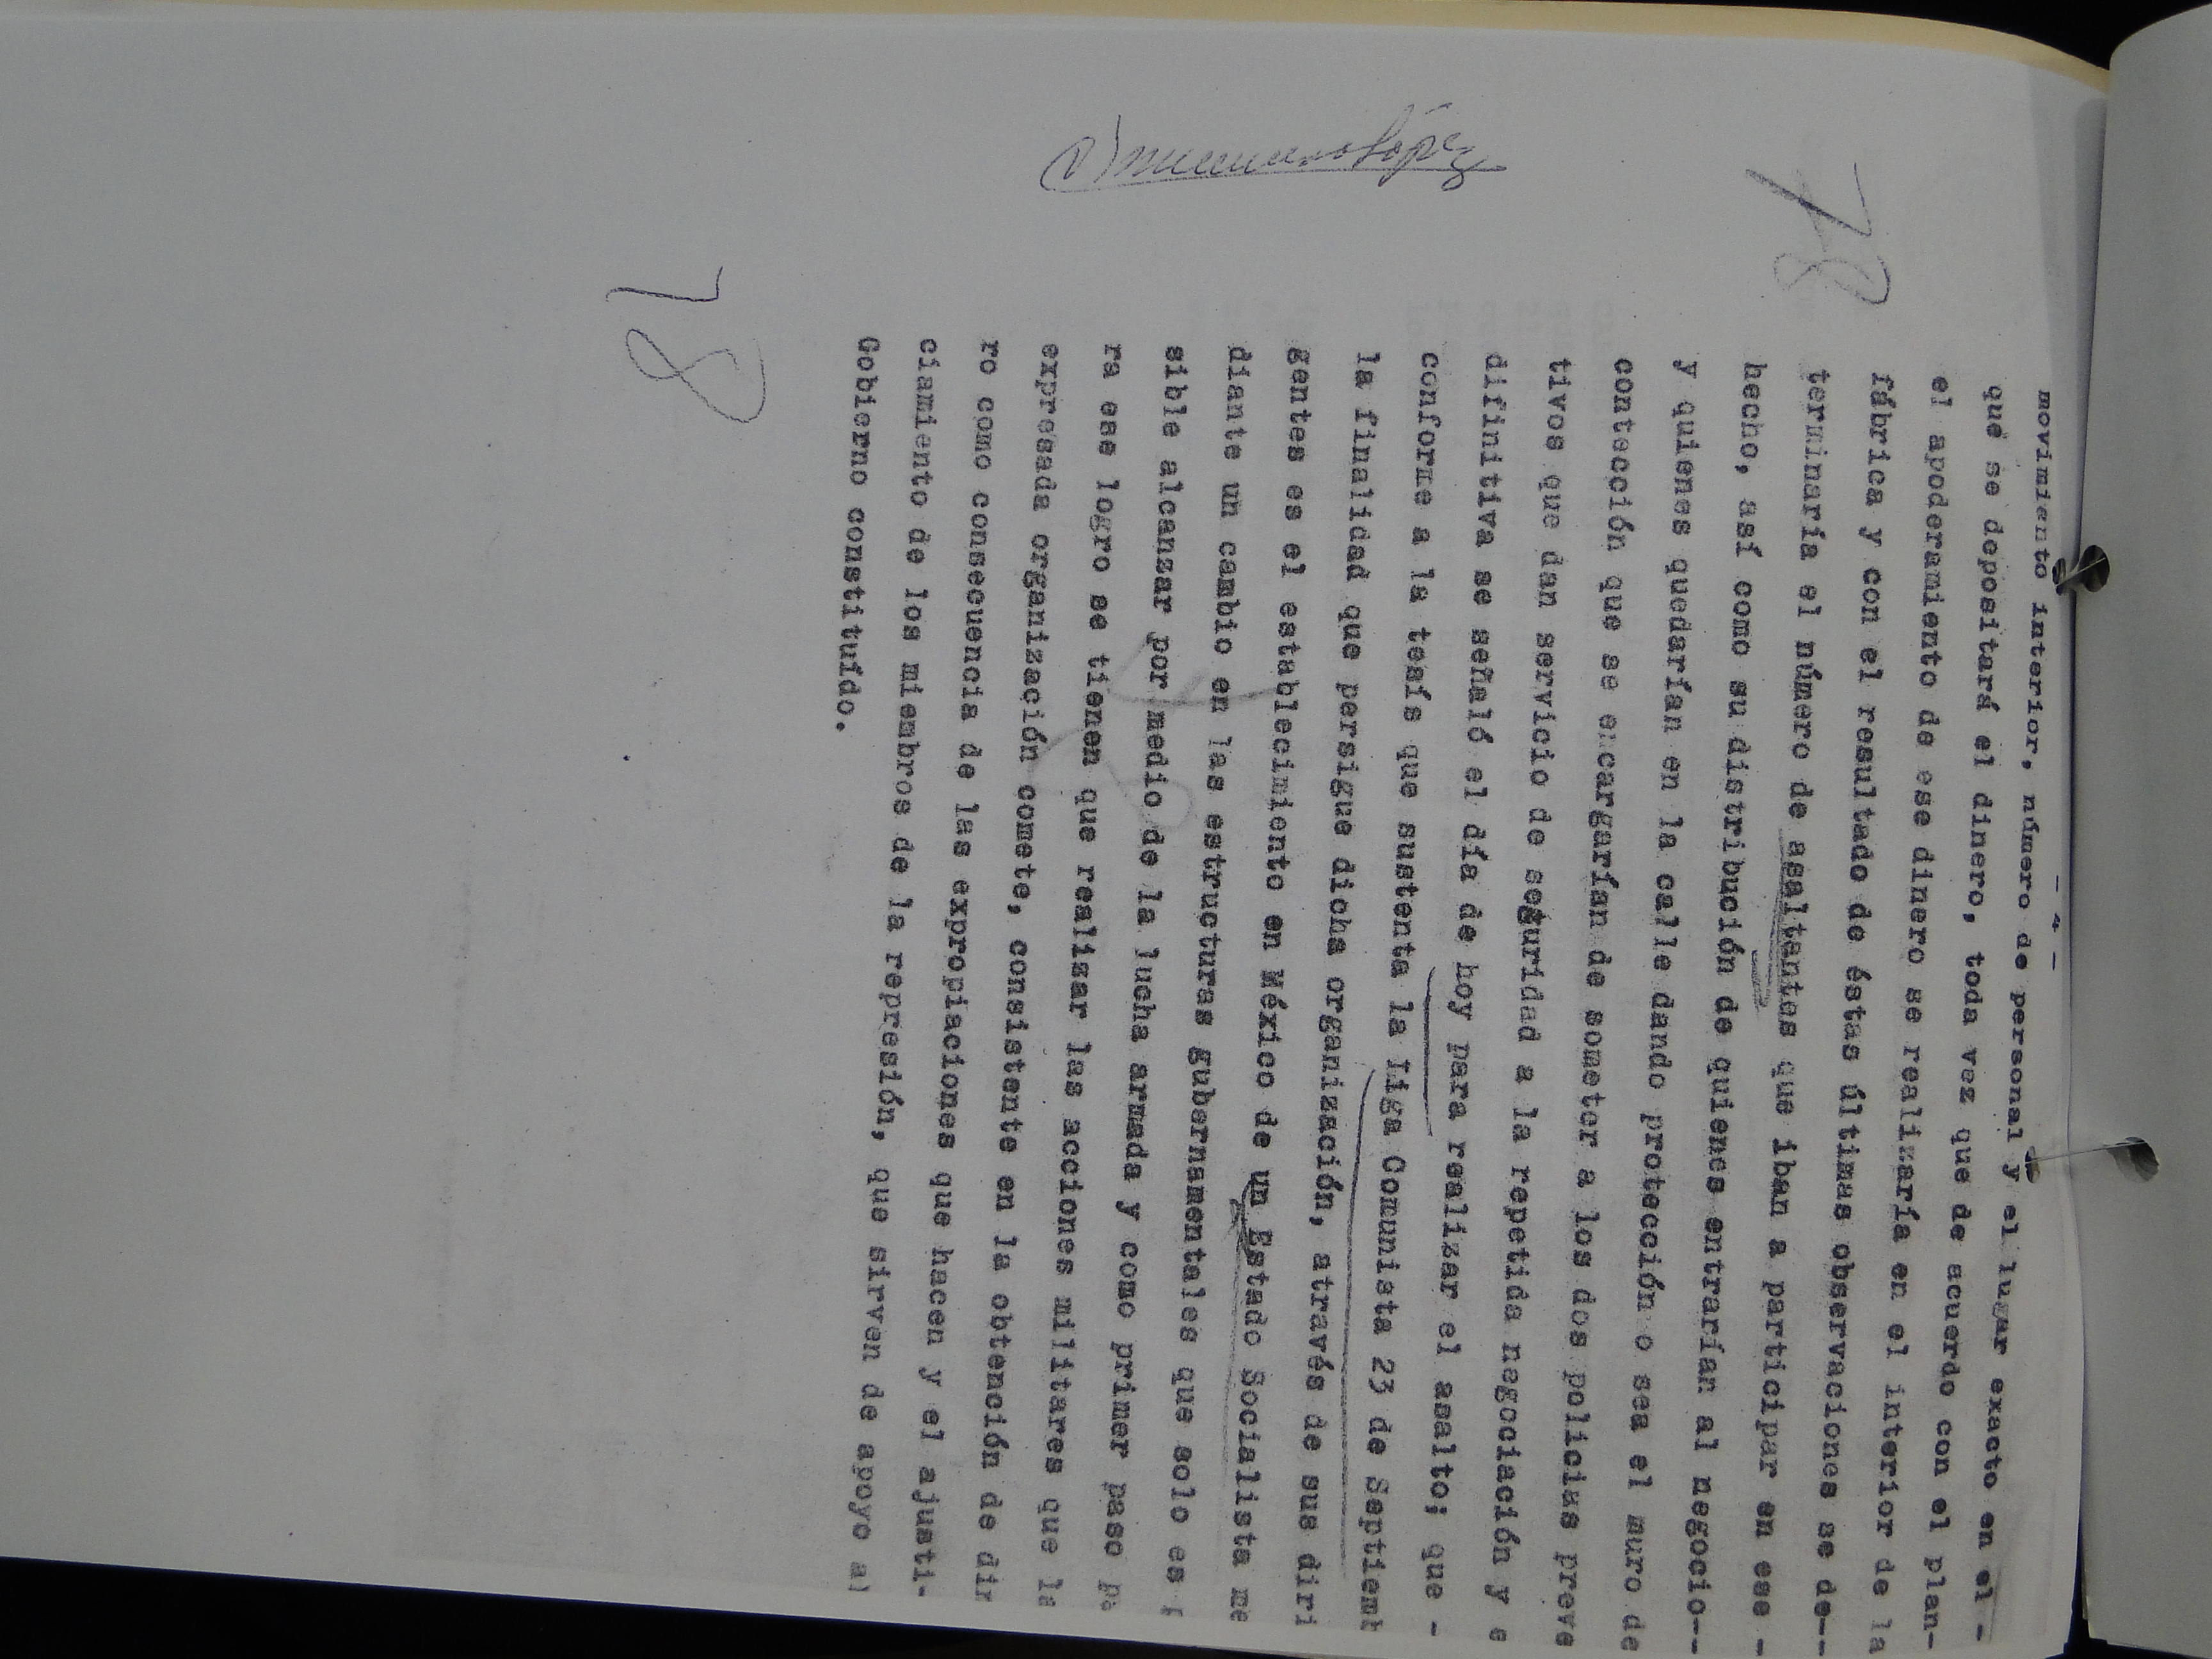 - 4 -
movimiento interior, número de personal y el lugar exacto en el -
que se depositará el dinero, toda vez que de acuerdo con el plan-
el apoderamiento de ese dinero se realizaría en el interior de la
fábrica y con el resultado de éstas últimas observaciones se de--
terminaría el número de asaltantes que iban a participar en ese -
hecho, así como su distribución de quienes entrarían al negocio--
y quienes quedarían en la calle dando protección o sea el muro de
contección que se encargarían de someter a los dos policias preve
tivos que dan servicio de seguridad a la repetida negociación y e
difinitiva se señaló el día de hoy para realizar el asalto; que -
conforme a la tesís que sustenta la Liga Comunista 23 de Septiemb
la finalidad que persigue dicha organización, através de sus diri
gentes es el establecimiento en México de un Estado Socialista me
diante un cambio en las estructuras gubernamentales que solo es p
sible alcanzar por medio de la lucha armada y como primer paso pa
ra ese logro se tienen que realizar las acciones militares que la
expresada organización comete, consistente en la obtención de din
ro como consecuencia de las expropiaciones que hacen y el ajusti-
ciamiento de los miembros de la represión, que sirven de apoyo al
Gobierno constituído.
78
78